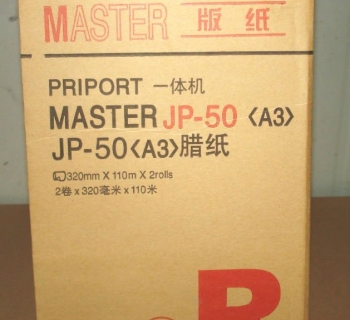 MASTER 版纸
PRIPORT 一体机
MASTER JP-50 〈A3〉
JP-50〈A3〉腊纸
320mm X 110m X 2rolls
2卷 x 320毫米 x 110米
R